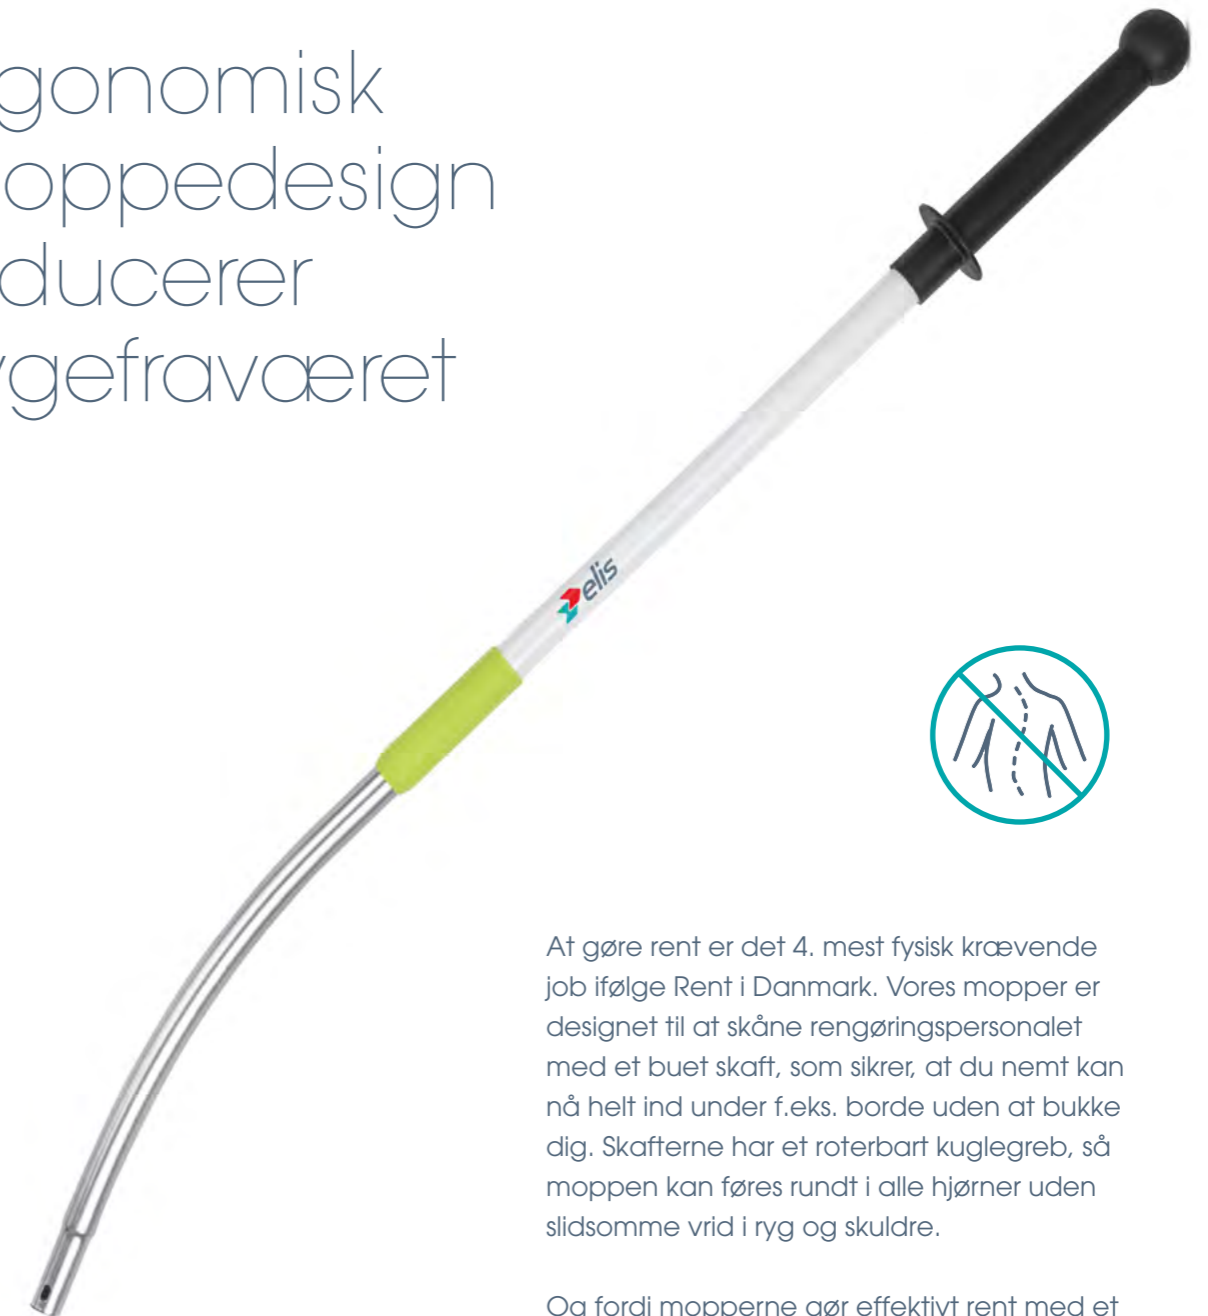 gonomisk
oppedesign
ducerer
ygefraværet
elis
At gøre rent er det 4. mest fysisk krævende
job ifølge Rent i Danmark. Vores mopper er
designet til at skåne rengøringspersonalet
med et buet skaft, som sikrer, at du nemt kan
nå helt ind under f.eks. borde uden at bukke
dig. Skafterne har et roterbart kuglegreb, så
moppen kan føres rundt i alle hjørner uden
slidsomme vrid i ryg og skuldre.
Og fordi mopperne gør effektivt rent med et